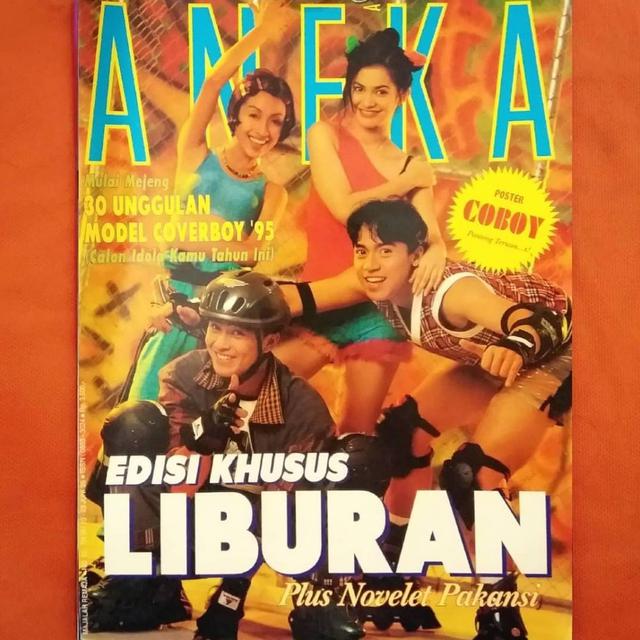 ANEKA
Mulai Mejeng
30 UNGGULAN
MODEL COVERBOY '95
(Calon Idola Kamu Tahun Ini)
POSTER
COBOY
EDISI KHUSUS
LIBURAN
Plus Novelet Pakansi